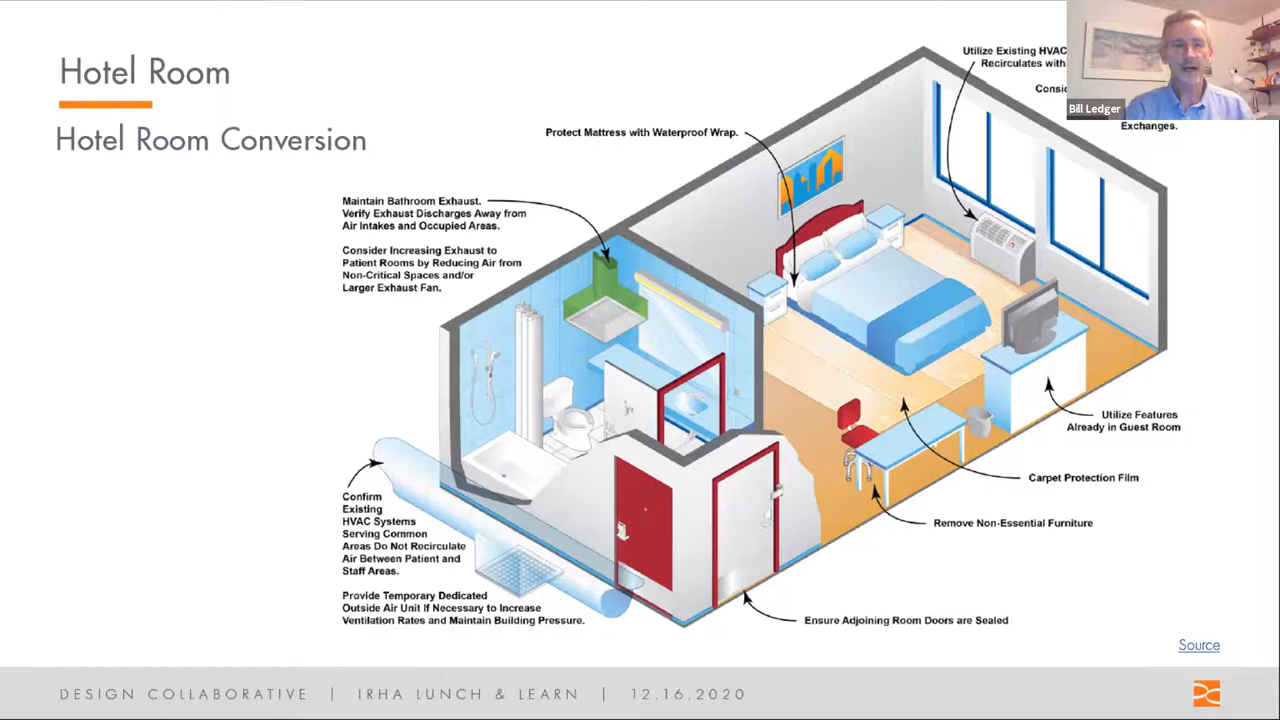 Hotel Room
Hotel Room Conversion
Utilize Existing HVAC
Recirculates with
Exchanges.
Bill Ledger
Protect Mattress with Waterproof Wrap.
Maintain Bathroom Exhaust.
Verify Exhaust Discharges Away from
Air Intakes and Occupied Areas.
Consider Increasing Exhaust to
Patient Rooms by Reducing Air from
Non-Critical Spaces and/or
Larger Exhaust Fan.
Utilize Features
Already in Guest Room
Carpet Protection Film
Remove Non-Essential Furniture
Confirm
Existing
HVAC Systems
Serving Common
Areas Do Not Recirculate
Air Between Patient and
Staff Areas.
Provide Temporary Dedicated
Outside Air Unit If Necessary to Increase
Ventilation Rates and Maintain Building Pressure.
Ensure Adjoining Room Doors are Sealed
Source
DESIGN COLLABORATIVE | IRHA LUNCH & LEARN | 12.16.2020